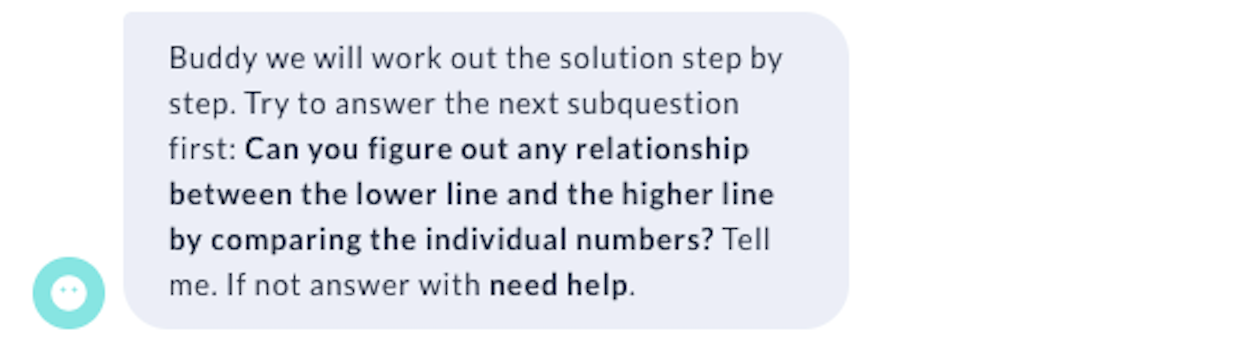 Buddy we will work out the solution step by
step. Try to answer the next subquestion
first: Can you figure out any relationship
between the lower line and the higher line
by comparing the individual numbers? Tell
me. If not answer with need help.